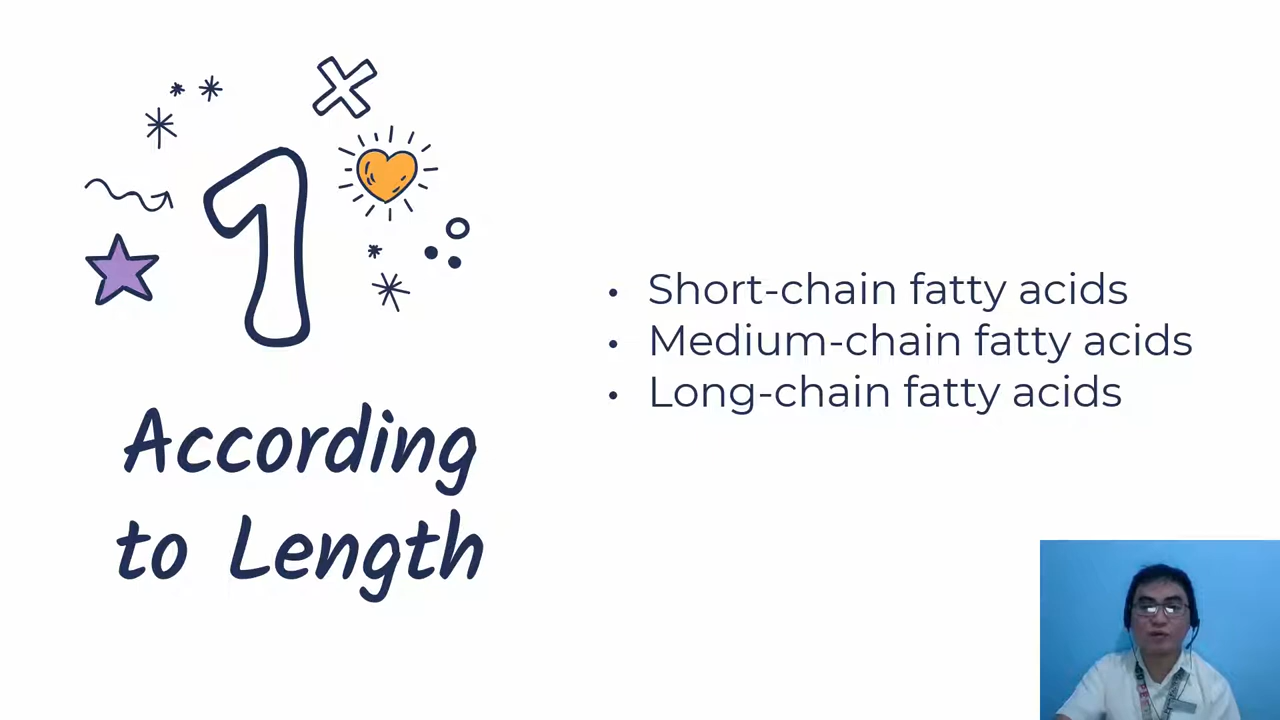 1
According
to Length
• Short-chain fatty acids
• Medium-chain fatty acids
• Long-chain fatty acids